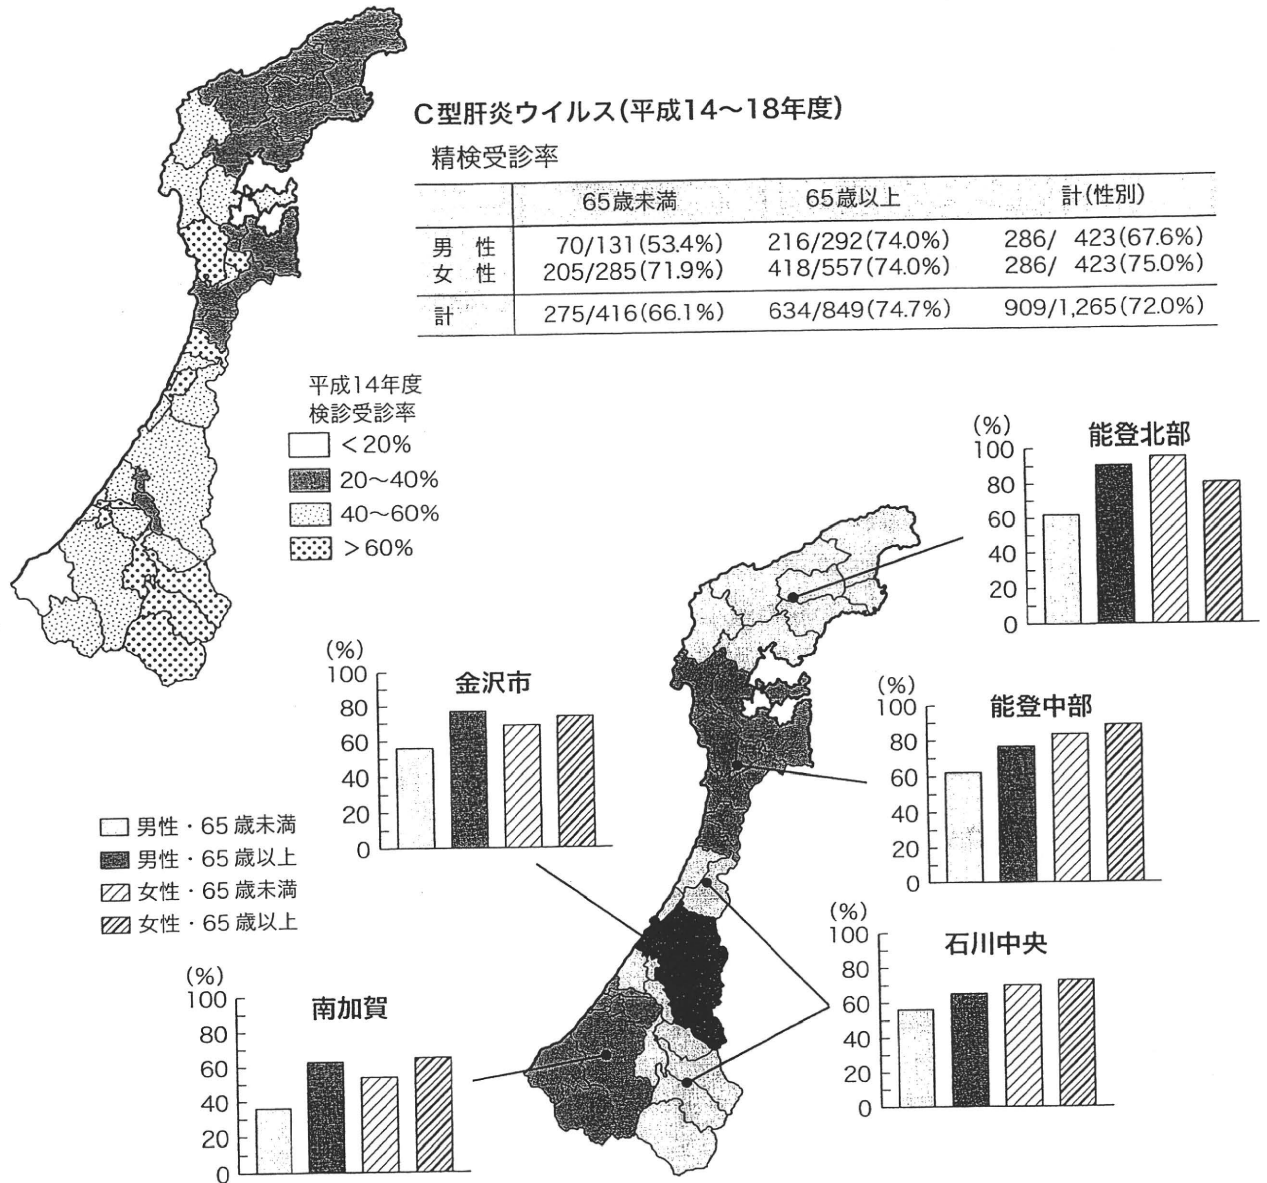 C型肝炎ウイルス(平成14〜18年度)
精検受診率
65歳未満 65歳以上 計(性別)
男 性 70/131(53.4%) 216/292(74.0%) 286/ 423(67.6%)
女 性 205/285(71.9%) 418/557(74.0%) 286/ 423(75.0%)
計 275/416(66.1%) 634/849(74.7%) 909/1,265(72.0%)
平成14年度
検診受診率
<20%
20〜40%
40〜60%
>60%
(%)
能登北部
100
80
60
40
20
0
(%)
金沢市
100
80
60
40
20
0
(%)
能登中部
100
80
60
40
20
0
男性・65歳未満
男性・65歳以上
女性・65歳未満
女性・65歳以上
(%)
石川中央
100
80
60
40
20
0
(%)
南加賀
100
80
60
40
20
0